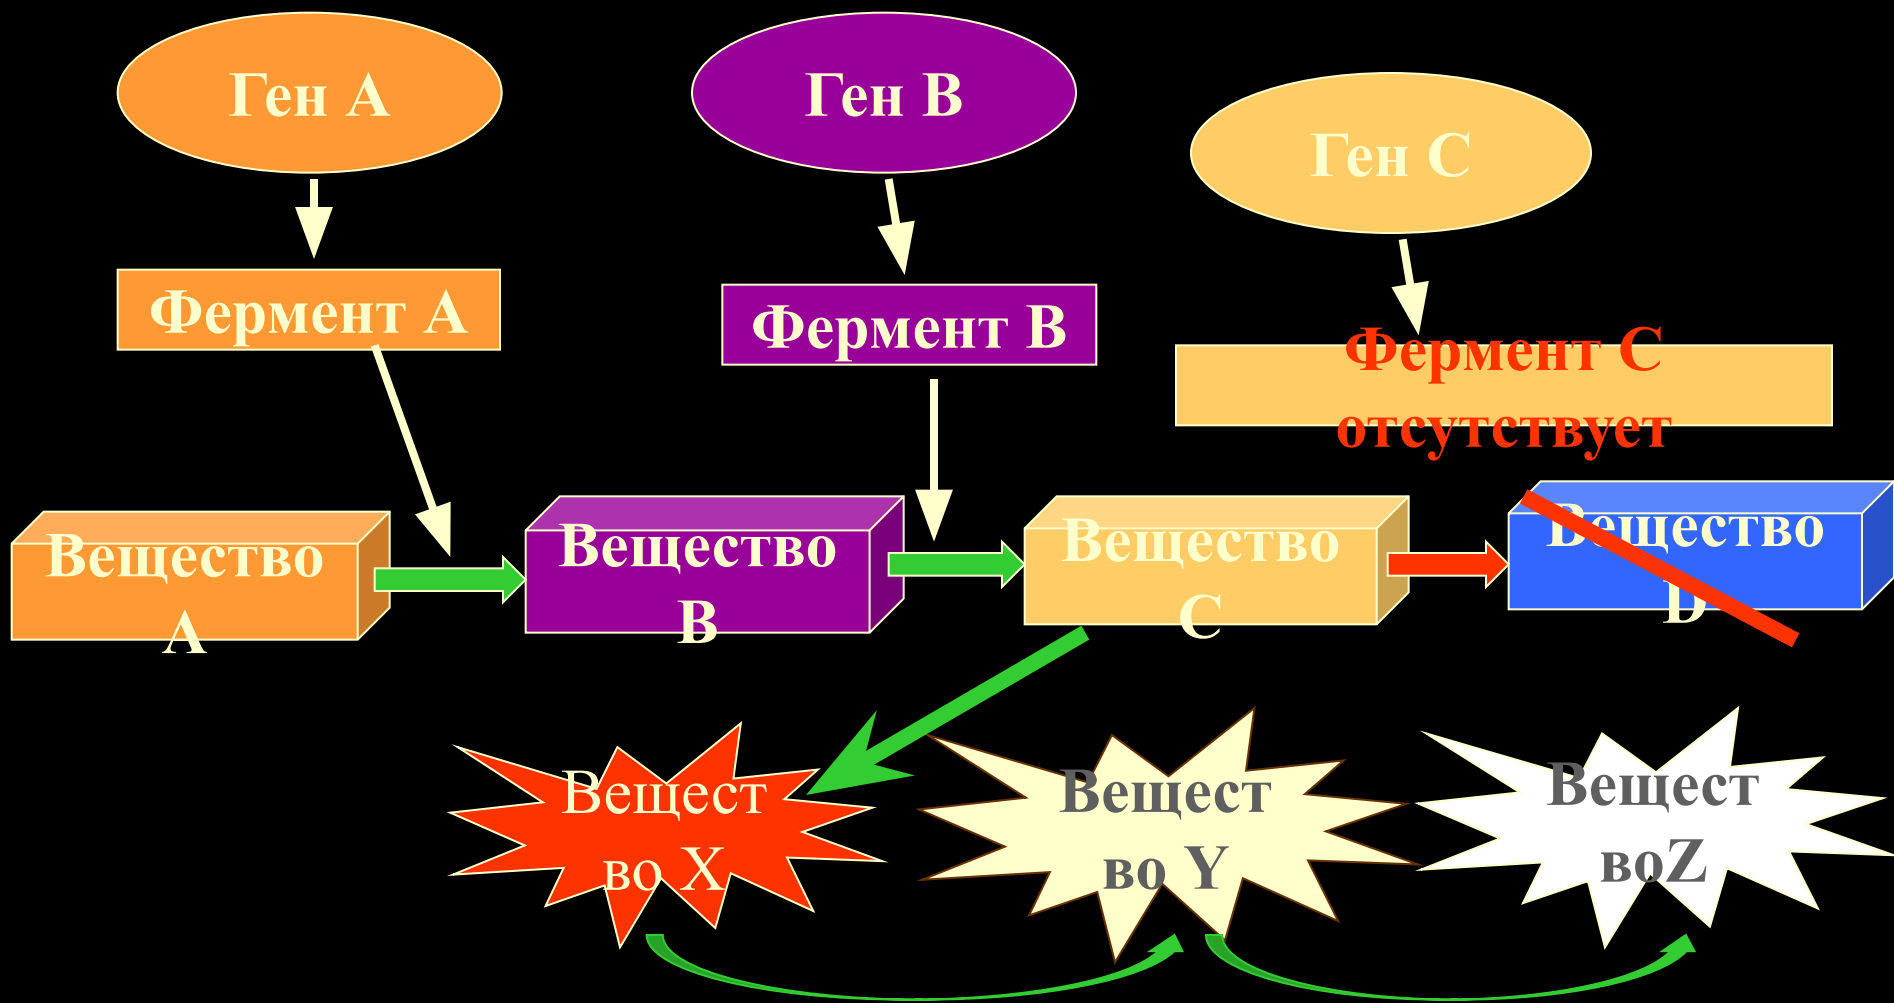 Ген А
Ген В
Ген С
Фермент А
Фермент В
Фермент С
отсутствует
Вещество
А
Вещество
В
Вещество
С
Вещество
D
Вещест
во X
Вещест
во Y
Вещест
воZ